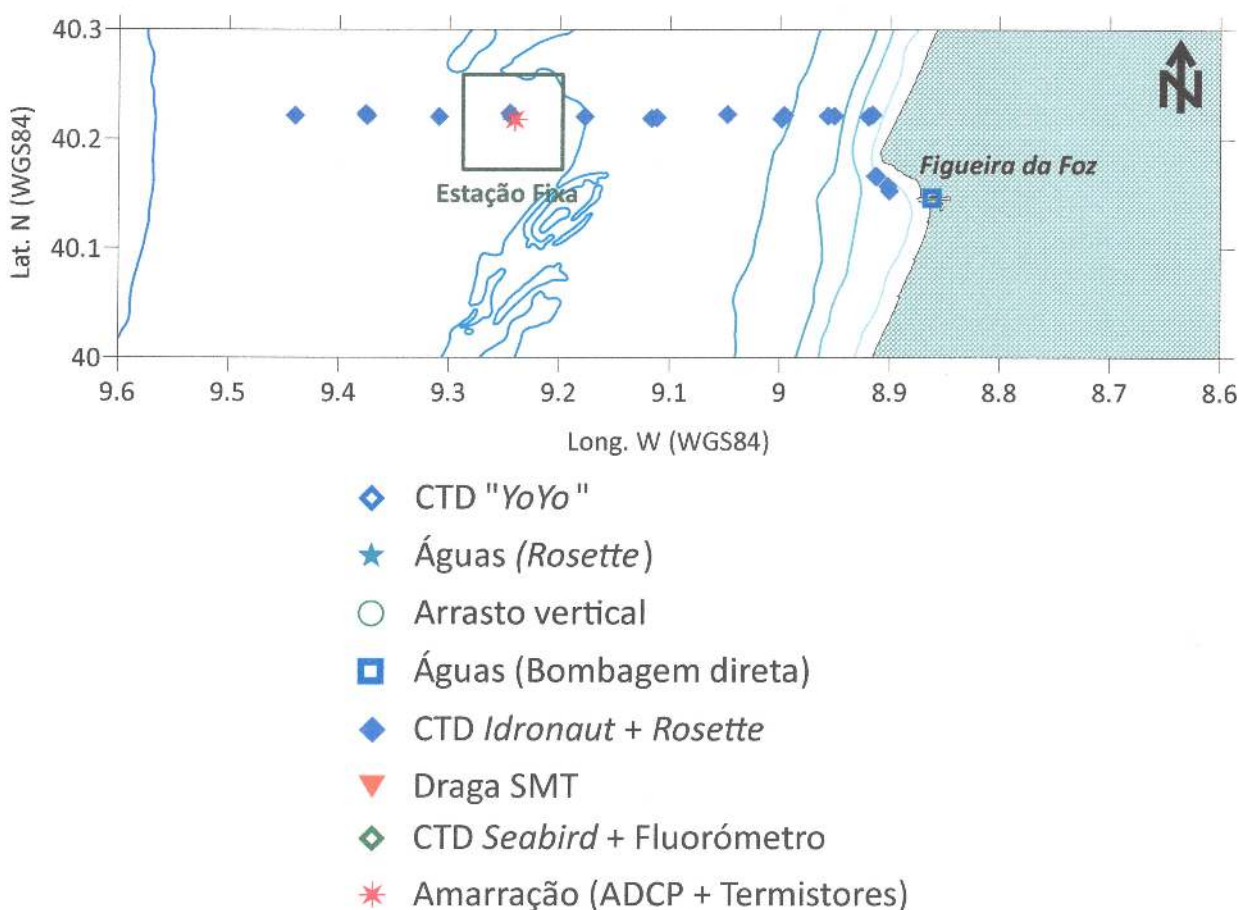 40.3
40.2
40.1
40
Lat. N (WGS84)
N
Figueira da Foz
Estação Fixa
9.6 9.5 9.4 9.3 9.2 9.1 9 8.9 8.8 8.7 8.6
Long. W (WGS84)
CTD "YoYo"
Águas (Rosette)
Arrasto vertical
Águas (Bombagem direta)
CTD Idronaut + Rosette
Draga SMT
CTD Seabird + Fluorómetro
Amarração (ADCP + Termistores)